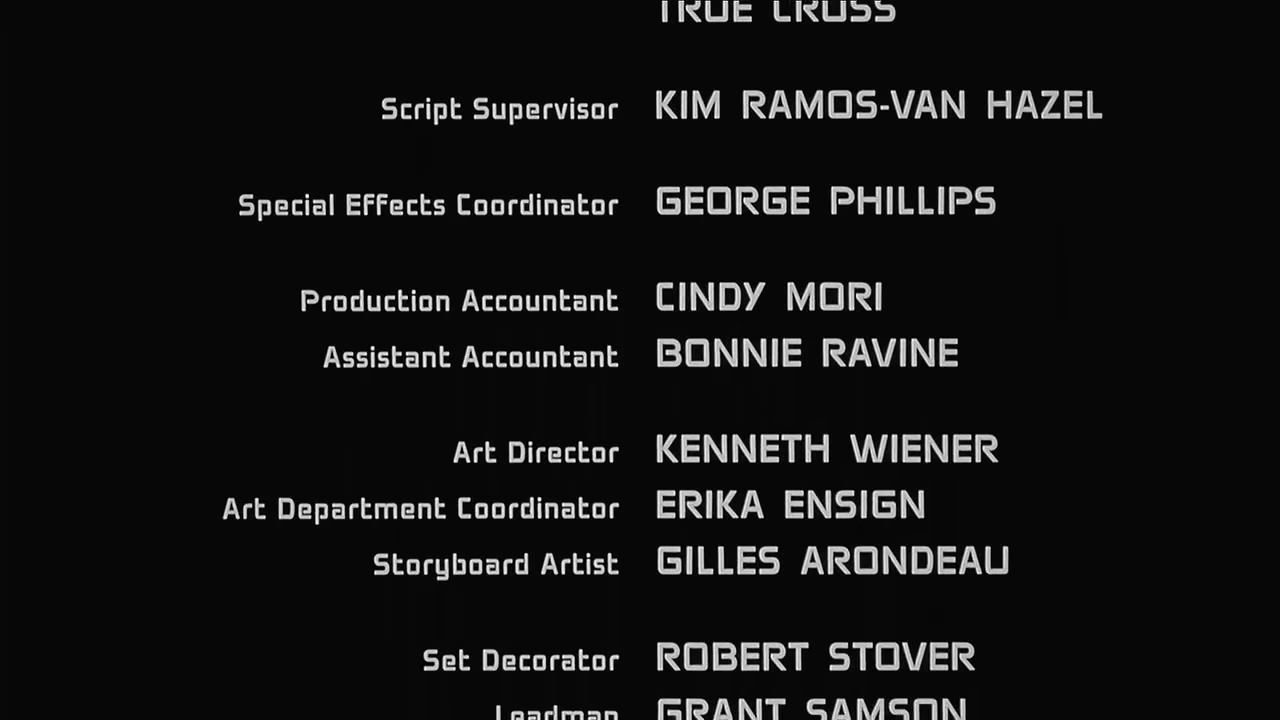 TRUE CROSS
Script Supervisor KIM RAMOS-VAN HAZEL
Special Effects Coordinator GEORGE PHILLIPS
Production Accountant CINDY MORI
Assistant Accountant BONNIE RAVINE
Art Director KENNETH WIENER
Art Department Coordinator ERIKA ENSIGN
Storyboard Artist GILLES ARONDEAU
Set Decorator ROBERT STOVER
Leadman GRANT SAMSON